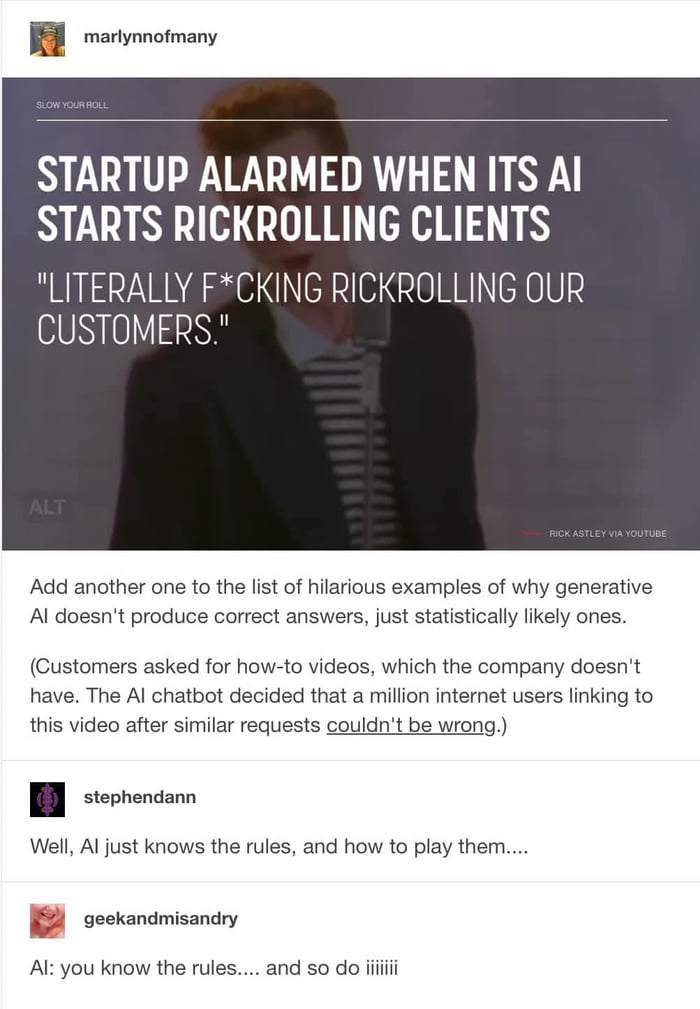 marlynnofmany
SLOW YOUR ROLL
STARTUP ALARMED WHEN ITS AI
STARTS RICKROLLING CLIENTS
"LITERALLY F*CKING RICKROLLING OUR
CUSTOMERS."
ALT
RICK ASTLEY VIA YOUTUBE
Add another one to the list of hilarious examples of why generative
AI doesn't produce correct answers, just statistically likely ones.
(Customers asked for how-to videos, which the company doesn't
have. The AI chatbot decided that a million internet users linking to
this video after similar requests couldn't be wrong.)
stephendann
Well, AI just knows the rules, and how to play them....
geekandmisandry
AI: you know the rules.... and so do iiiiiii